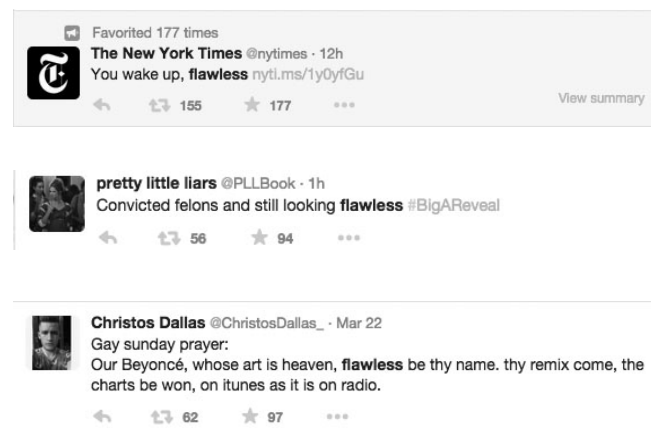 Favorited 177 times
The New York Times @nytimes · 12h
You wake up, flawless nyti.ms/1y0yfGu
155 177
View summary
pretty little liars @PLLBook · 1h
Convicted felons and still looking flawless #BigAReveal
56 94
Christos Dallas @ChristosDallas_ · Mar 22
Gay sunday prayer:
Our Beyoncé, whose art is heaven, flawless be thy name. thy remix come, the
charts be won, on itunes as it is on radio.
62 97